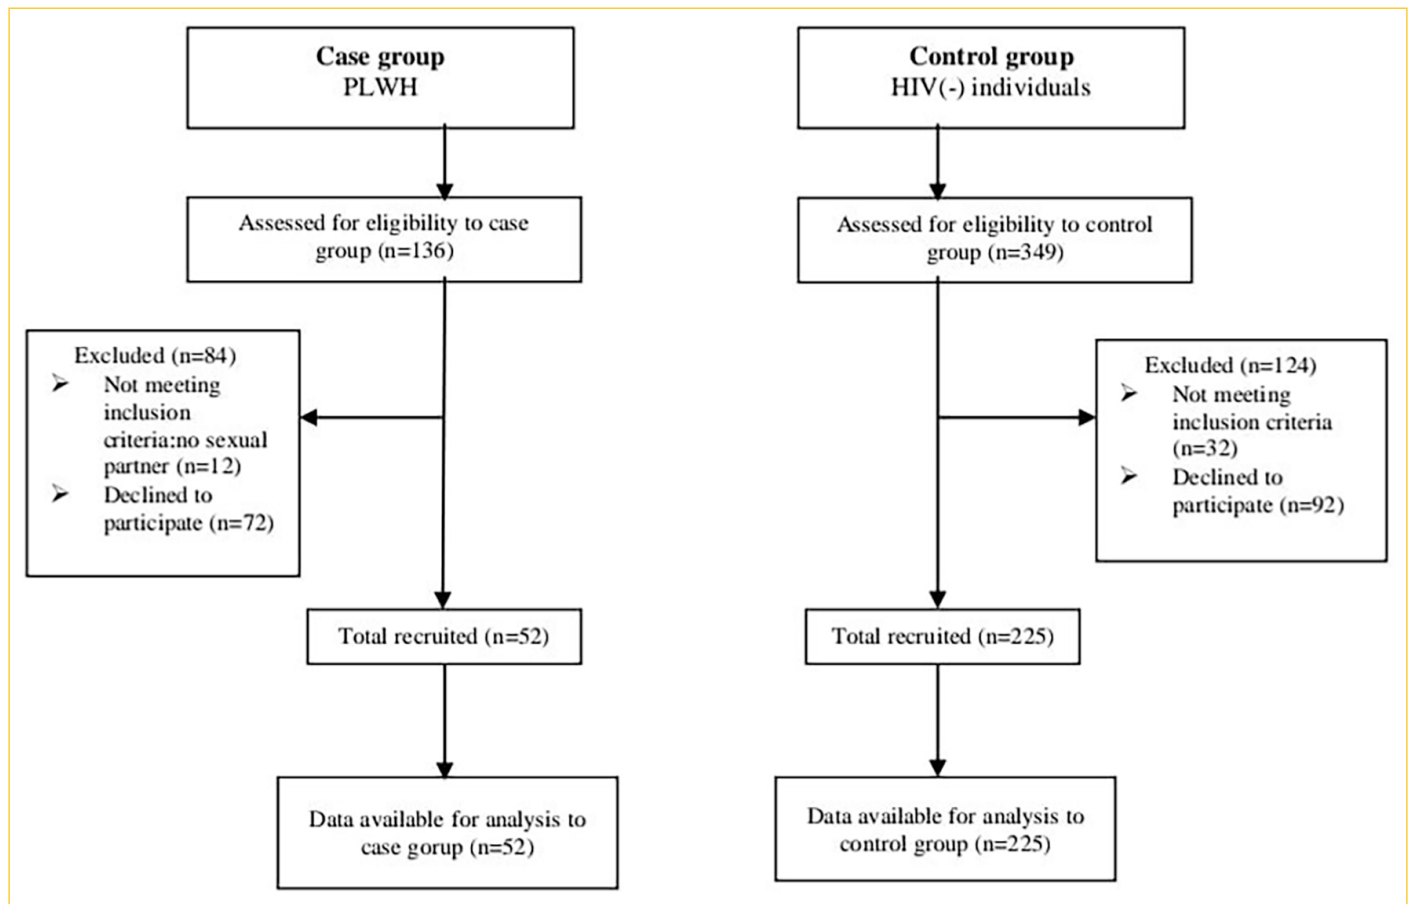 Case group
PLWH
Assessed for eligibility to case
group (n=136)
Excluded (n=84)
➢ Not meeting
inclusion
criteria:no sexual
partner (n=12)
➢ Declined to
participate (n=72)
Total recruited (n=52)
Data available for analysis to
case gorup (n=52)
Control group
HIV(-) individuals
Assessed for eligibility to control
group (n=349)
Excluded (n=124)
➢ Not meeting
inclusion criteria
(n=32)
➢ Declined to
participate (n=92)
Total recruited (n=225)
Data available for analysis to
control group (n=225)